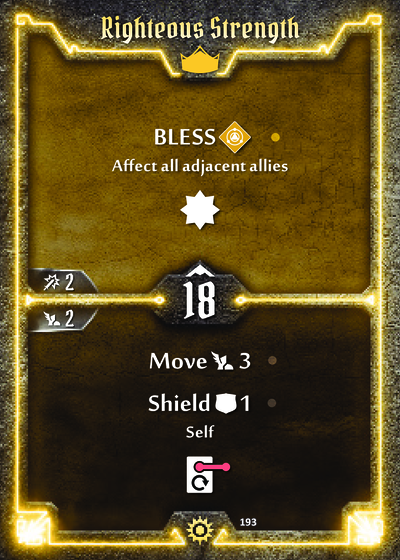 Righteous Strength
BLESS
Affect all adjacent allies
2
18
2
Move 3
Shield 1
Self
193